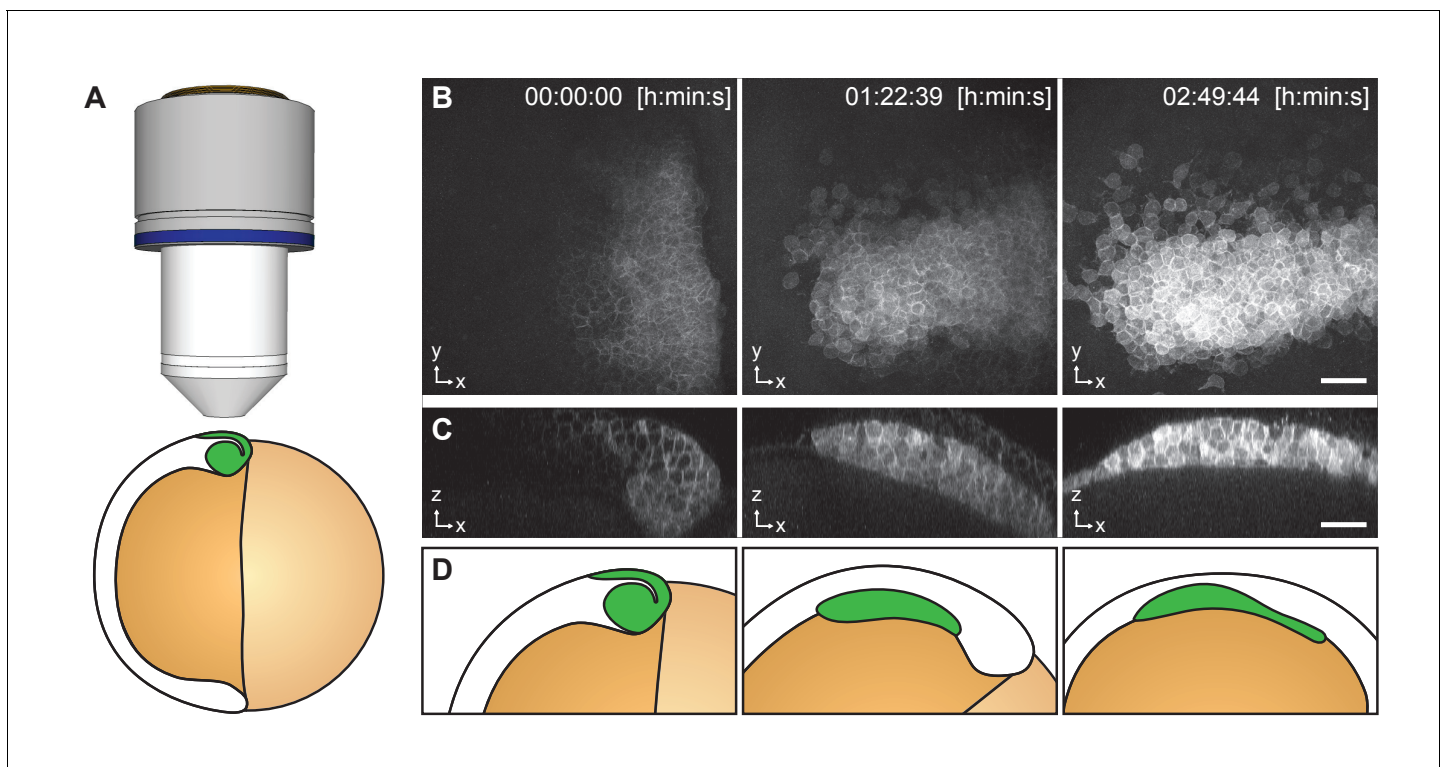 A
B 00:00:00 [h:min:s] 01:22:39 [h:min:s] 02:49:44 [h:min:s]
y y y
x x x
C
z z z
x x x
D